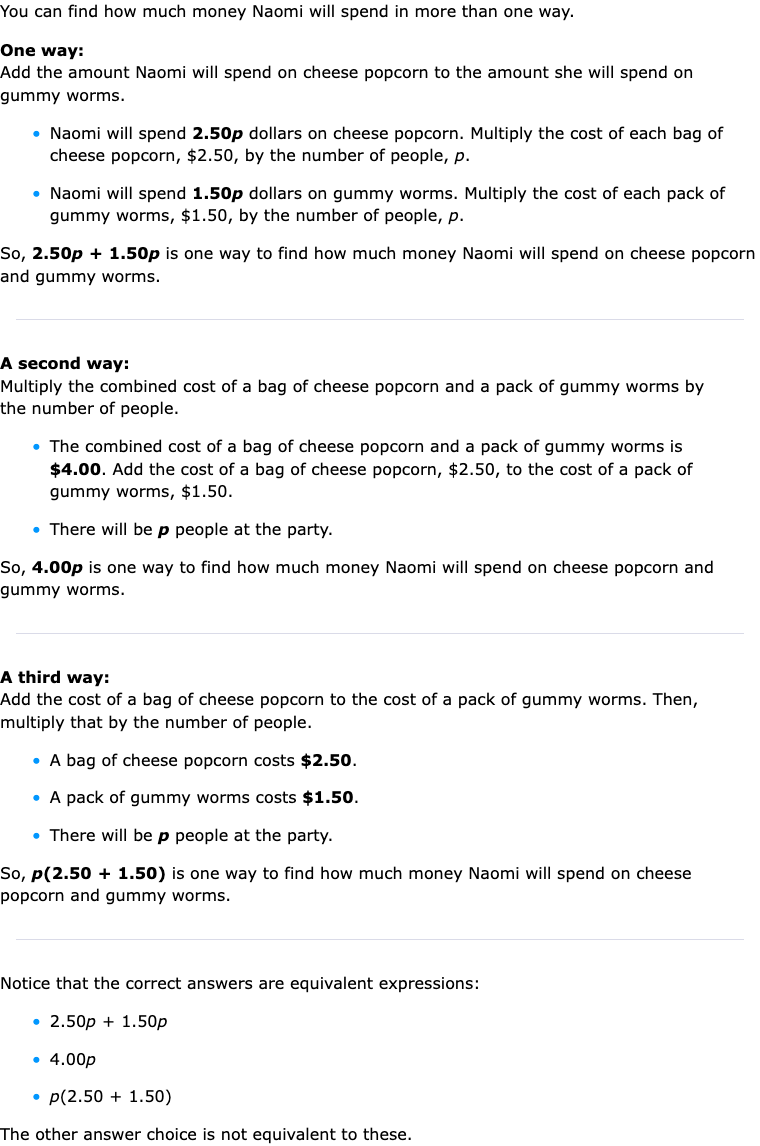 You can find how much money Naomi will spend in more than one way.
One way:
Add the amount Naomi will spend on cheese popcorn to the amount she will spend on
gummy worms.
• Naomi will spend 2.50p dollars on cheese popcorn. Multiply the cost of each bag of
cheese popcorn, $2.50, by the number of people, p.
• Naomi will spend 1.50p dollars on gummy worms. Multiply the cost of each pack of
gummy worms, $1.50, by the number of people, p.
So, 2.50p + 1.50p is one way to find how much money Naomi will spend on cheese popcorn
and gummy worms.
A second way:
Multiply the combined cost of a bag of cheese popcorn and a pack of gummy worms by
the number of people.
• The combined cost of a bag of cheese popcorn and a pack of gummy worms is
$4.00. Add the cost of a bag of cheese popcorn, $2.50, to the cost of a pack of
gummy worms, $1.50.
• There will be p people at the party.
So, 4.00p is one way to find how much money Naomi will spend on cheese popcorn and
gummy worms.
A third way:
Add the cost of a bag of cheese popcorn to the cost of a pack of gummy worms. Then,
multiply that by the number of people.
• A bag of cheese popcorn costs $2.50.
• A pack of gummy worms costs $1.50.
• There will be p people at the party.
So, p(2.50 + 1.50) is one way to find how much money Naomi will spend on cheese
popcorn and gummy worms.
Notice that the correct answers are equivalent expressions:
• 2.50p + 1.50p
• 4.00p
• p(2.50 + 1.50)
The other answer choice is not equivalent to these.